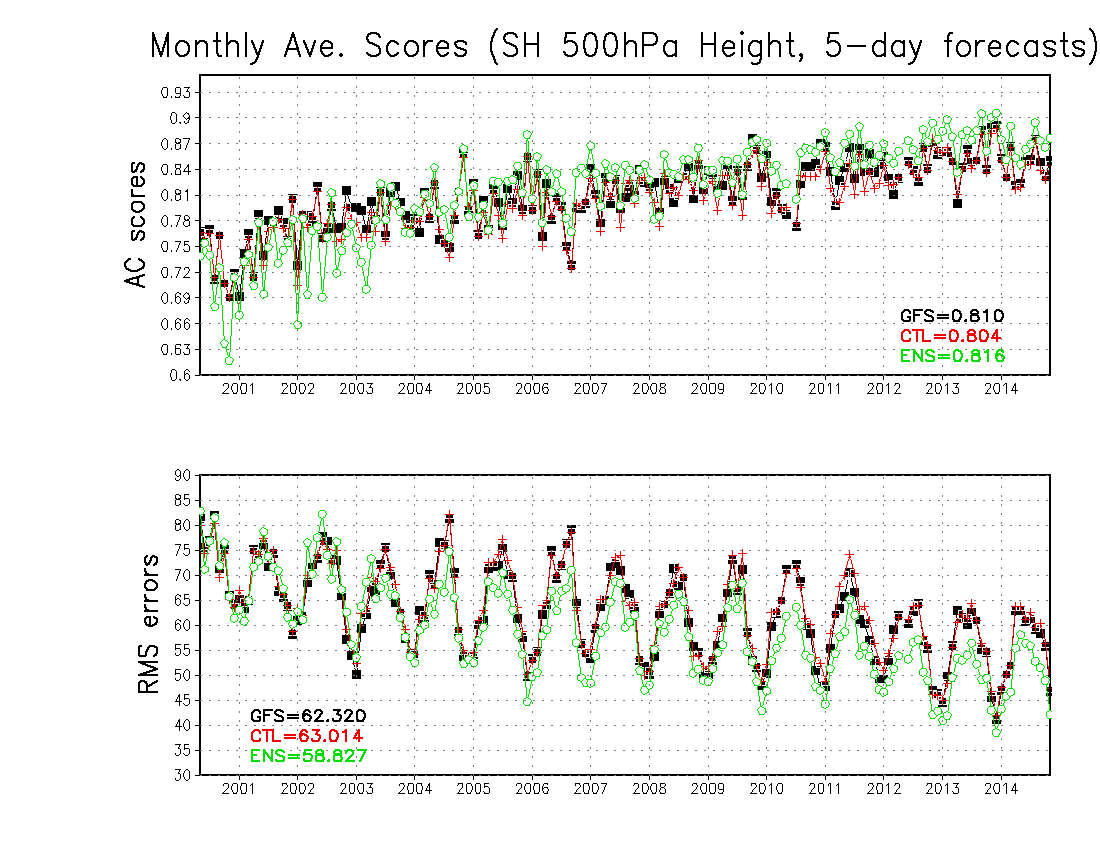 Monthly Ave. Scores (SH 500hPa Height, 5-day forecasts)
AC scores
0.93
0.9
0.87
0.84
0.81
0.78
0.75
0.72
0.69
0.66
0.63
0.6
GFS=0.810
CTL=0.804
ENS=0.816
2001 2002 2003 2004 2005 2006 2007 2008 2009 2010 2011 2012 2013 2014
RMS errors
90
85
80
75
70
65
60
55
50
45
40
35
30
GFS=62.320
CTL=63.014
ENS=58.827
2001 2002 2003 2004 2005 2006 2007 2008 2009 2010 2011 2012 2013 2014